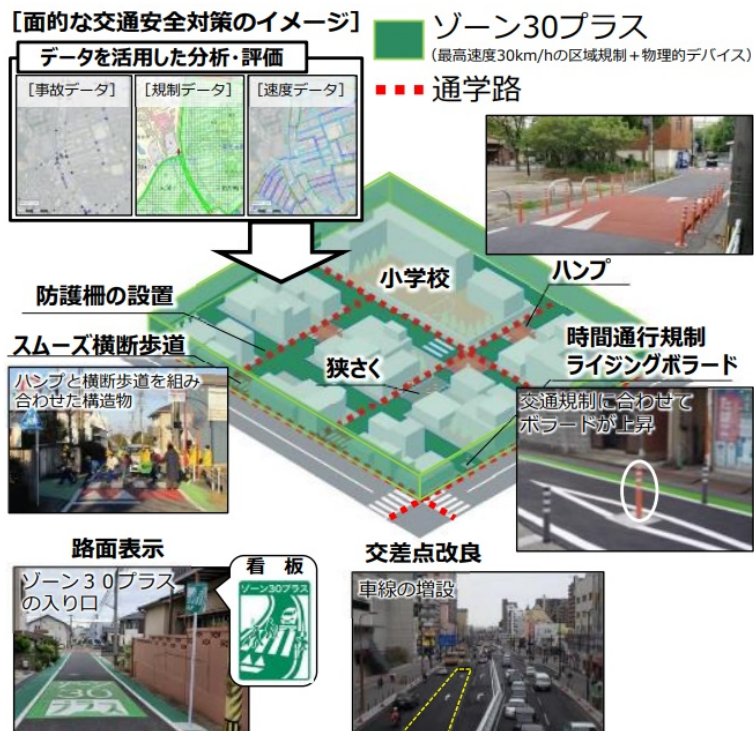 [面的な交通安全対策のイメージ]
データを活用した分析・評価
[事故データ]
[規制データ]
[速度データ]
ゾーン30プラス
(最高速度30km/hの区域規制+物理的デバイス)
通学路
小学校
ハンプ
防護柵の設置
スムーズ横断歩道
ハンプと横断歩道を組み
合わせた構造物
狭さく
時間通行規制
ライジングボラード
交通規制に合わせて
ボラードが上昇
路面表示
ゾーン30プラス
の入り口
看板
ゾーン30プラス
ゾーン
30
プラス
交差点改良
車線の増設